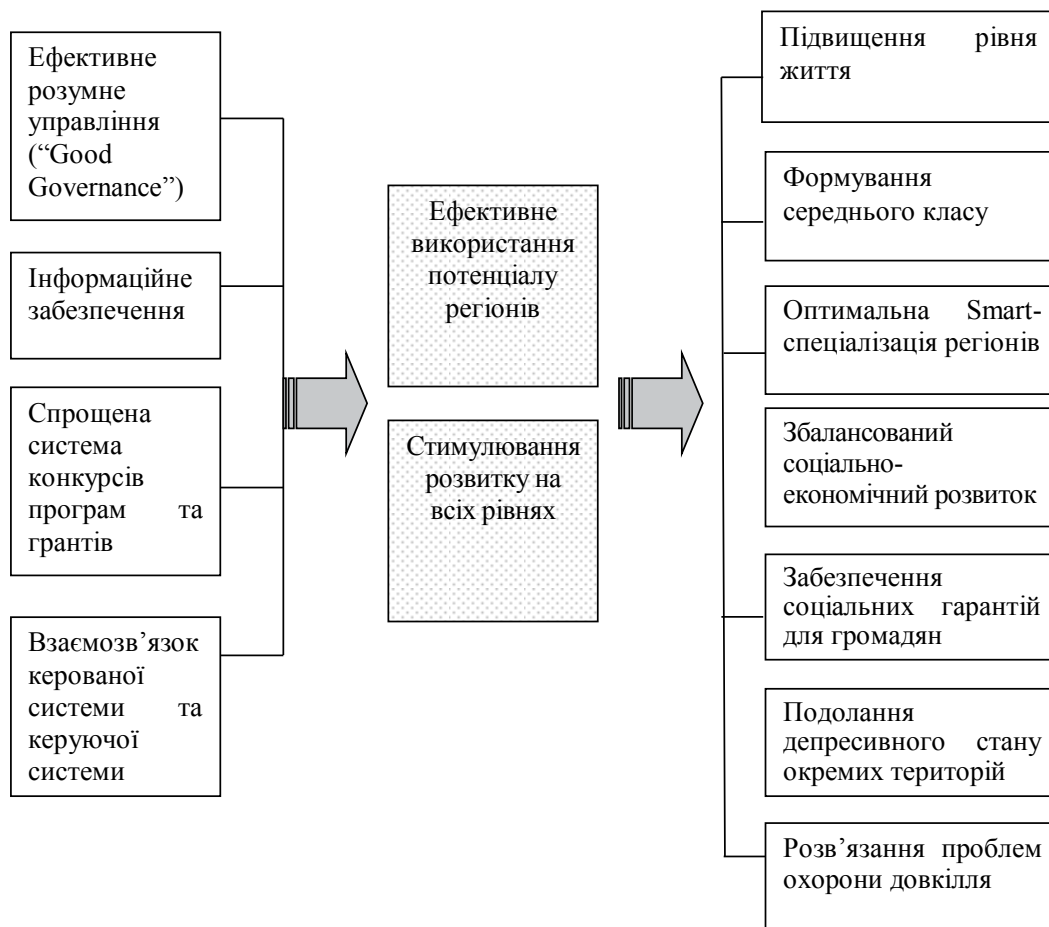 Ефективне
розумне
управління
(“Good
Governance”)
Інформаційне
забезпечення
Спрощена
система
конкурсів
програм та
грантів
Взаємозв’язок
керованої
системи та
керуючої
системи
Ефективне
використання
потенціалу
регіонів
Стимулювання
розвитку на
всіх рівнях
Підвищення рівня
життя
Формування
середнього класу
Оптимальна Smart-
спеціалізація регіонів
Збалансований
соціально-
економічний розвиток
Забезпечення
соціальних гарантій
для громадян
Подолання
депресивного стану
окремих територій
Розв’язання проблем
охорони довкілля